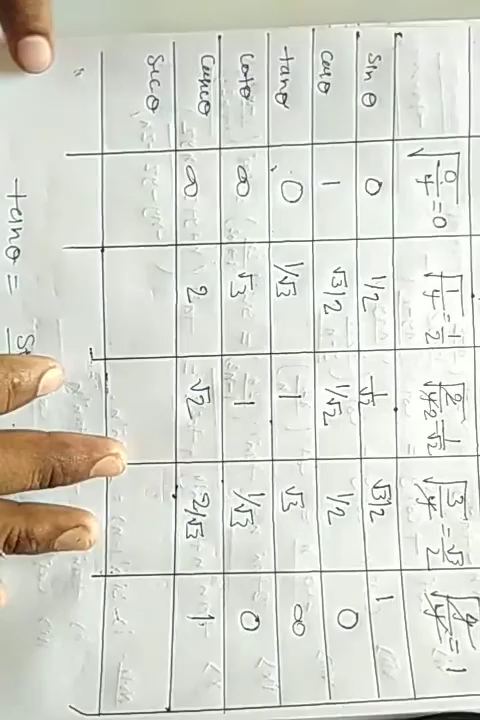 √0/4 = 0 √1/4 = 1/2 √2/4 = 1/√2 √3/4 = √3/2 √4/4 = 1
sin θ 0 1/2 1/√2 √3/2 1
cosθ 1 √3/2 1/√2 1/2 0
tanθ 0 1/√3 1 √3 ∞
cotθ ∞ √3 1 1/√3 0
cosecθ ∞ 2 √2 2/√3 1
secθ
tanθ =